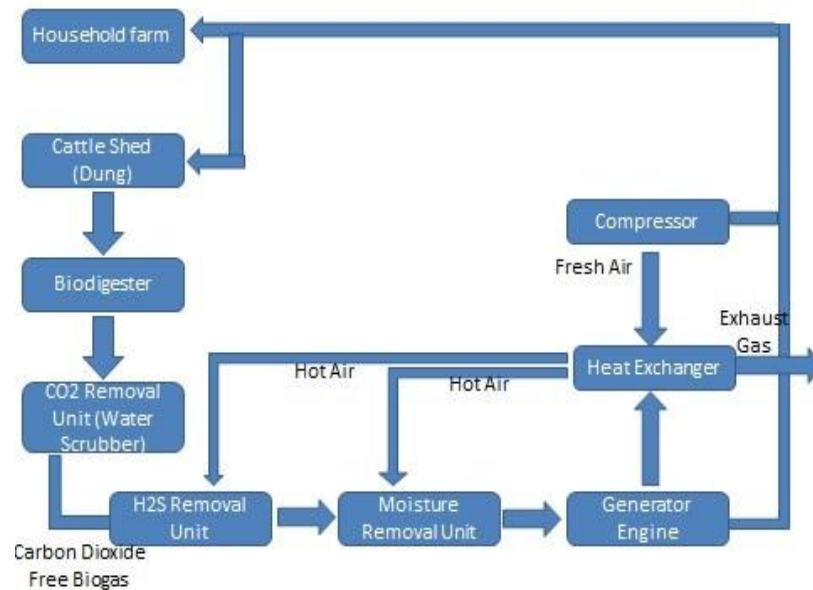 Household farm
Cattle Shed
(Dung)
Compressor
Fresh Air
Biodigester
Exhaust
Gas
Hot Air
Hot Air
Heat Exchanger
CO2 Removal
Unit (Water
Scrubber)
H2S Removal
Unit
Moisture
Removal Unit
Generator
Engine
Carbon Dioxide
Free Biogas